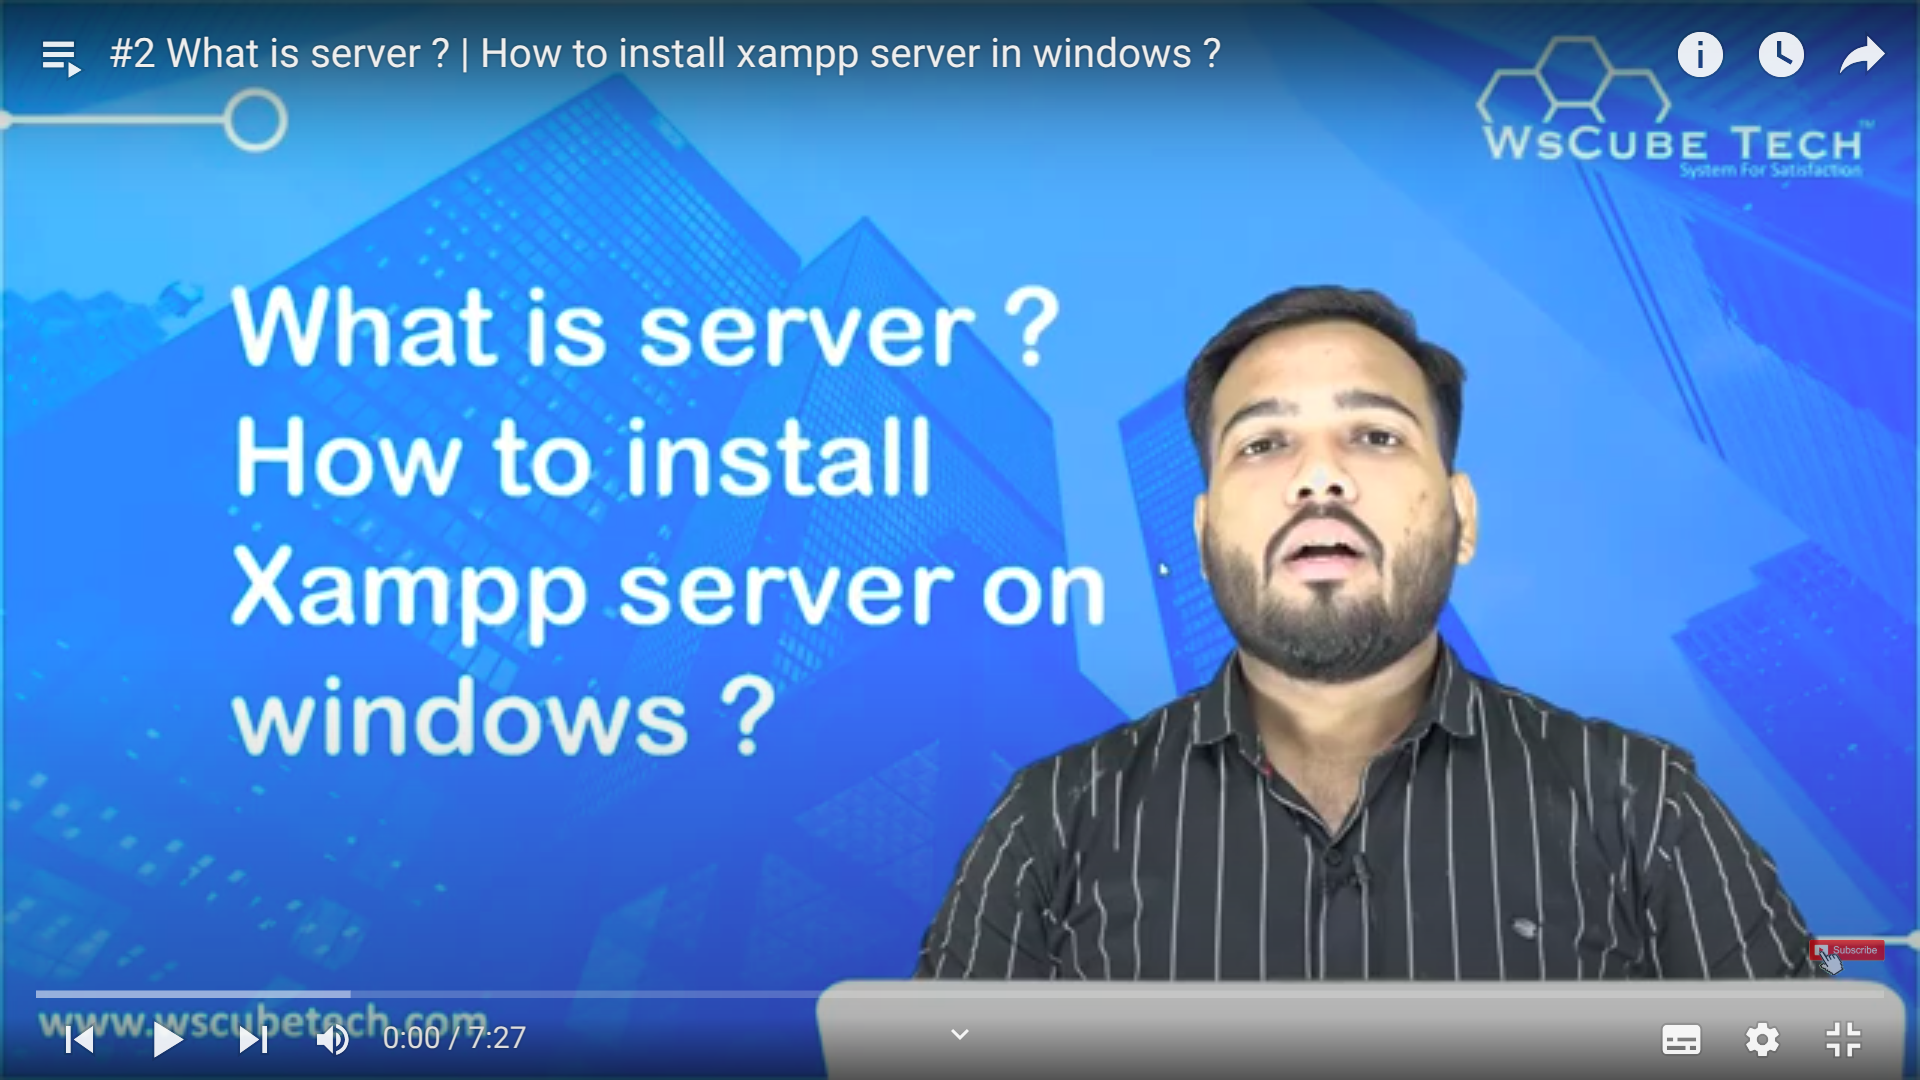 #2 What is server ? | How to install xampp server in windows ?
WsCube Tech™
System For Satisfaction
What is server ?
How to install
Xampp server on
windows ?
Subscribe
www.wscubetech.com
0:00 / 7:27